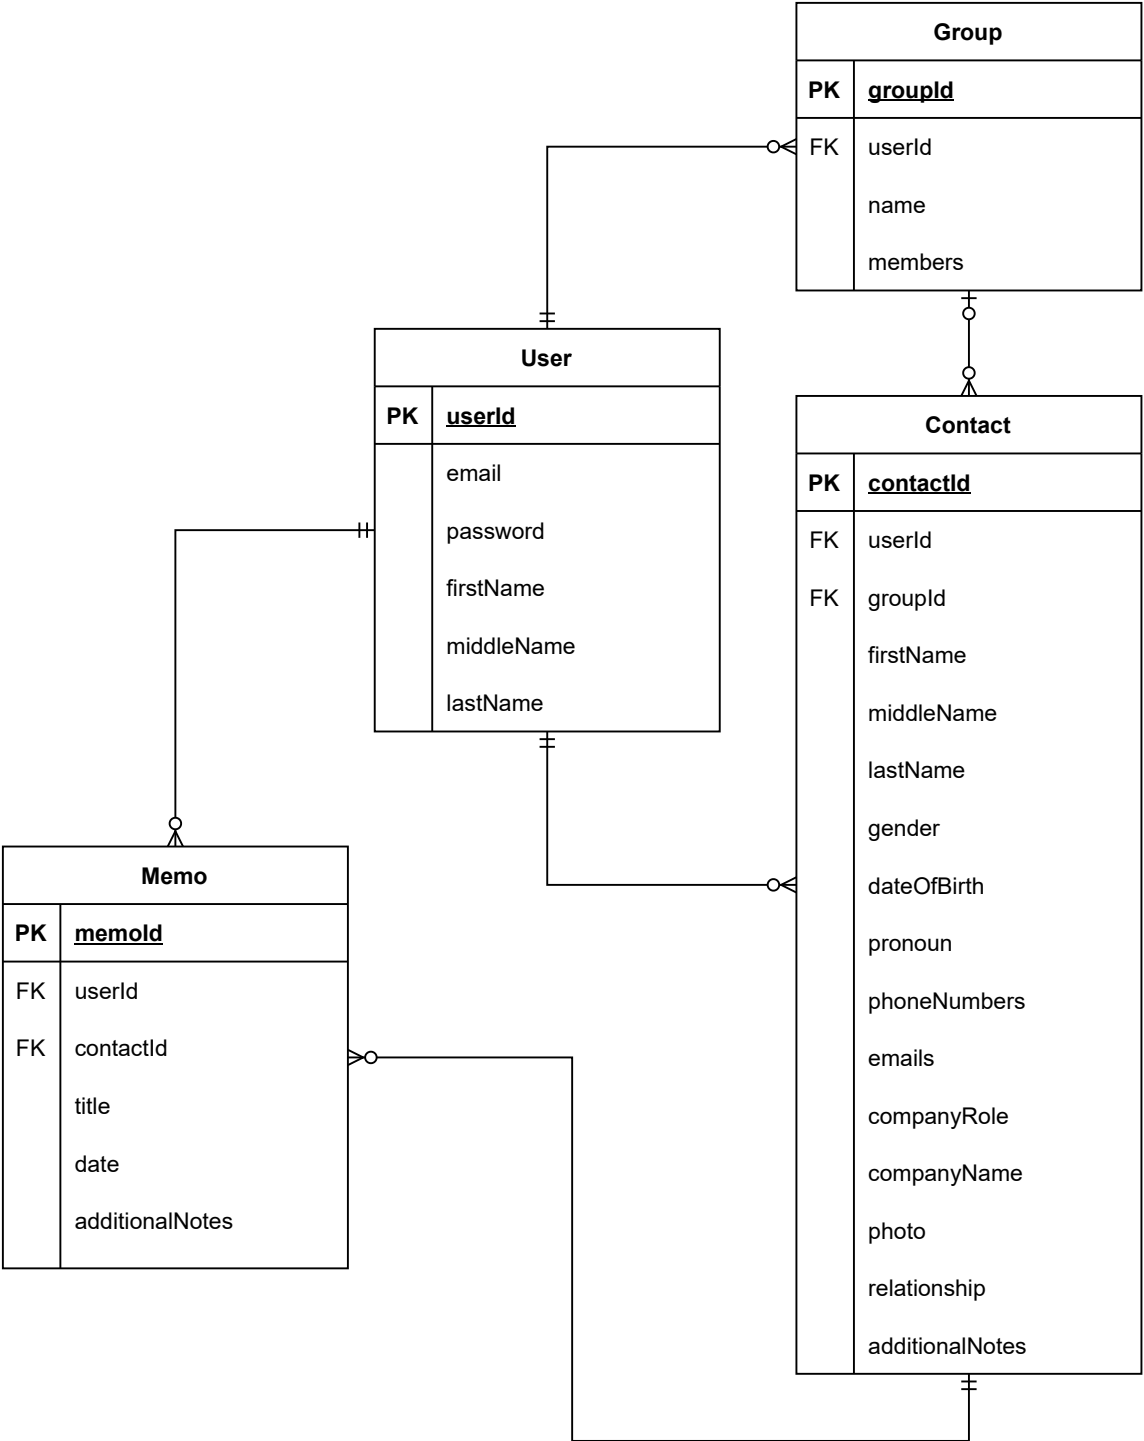 Group
PK groupId
FK userId
name
members
User
PK userId
email
password
firstName
middleName
lastName
Contact
PK contactId
FK userId
FK groupId
firstName
middleName
lastName
gender
dateOfBirth
pronoun
phoneNumbers
emails
companyRole
companyName
photo
relationship
additionalNotes
Memo
PK memoId
FK userId
FK contactId
title
date
additionalNotes